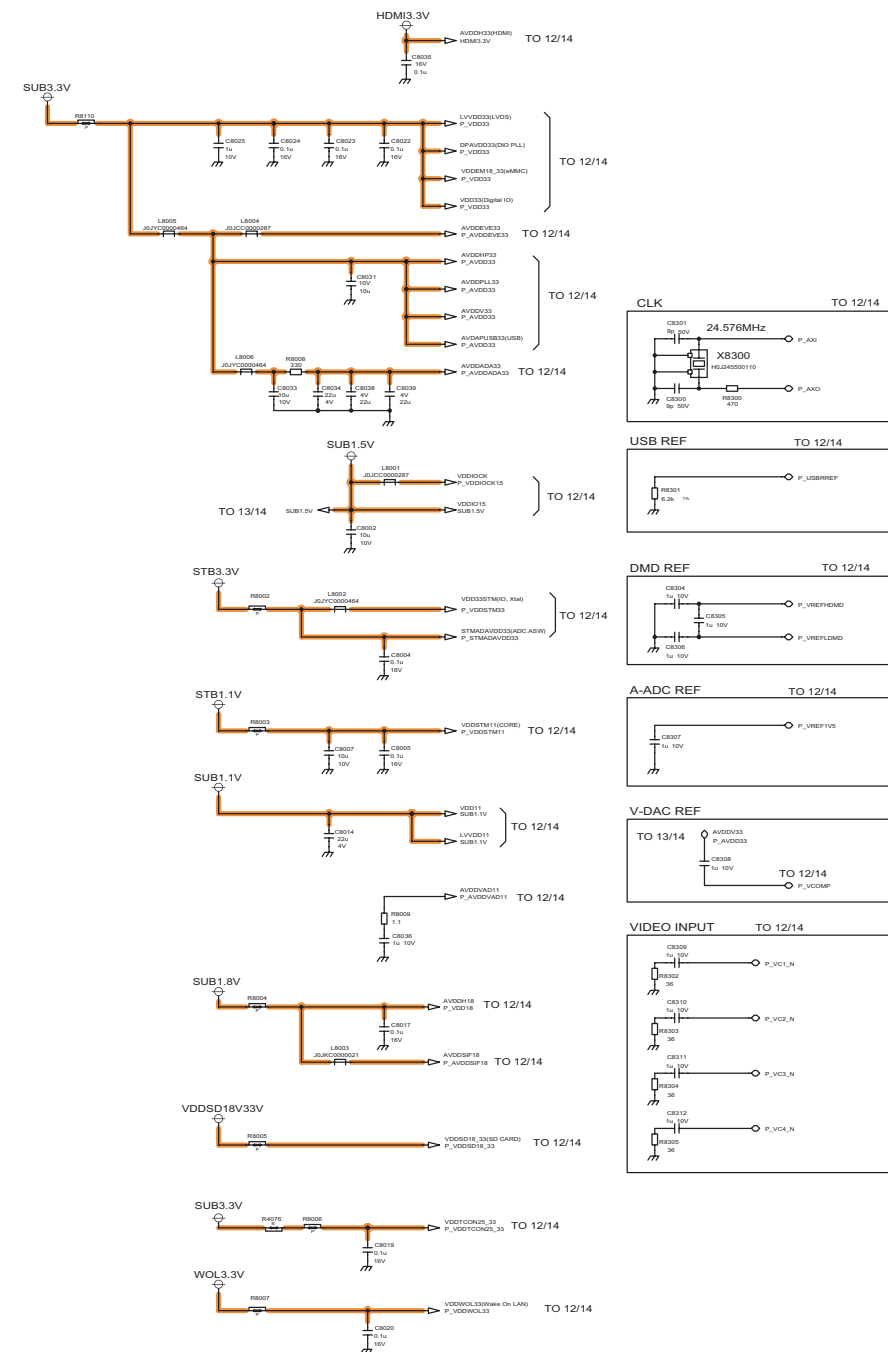 HDMI3.3V
AVDDH33(HDMI)
HDMI3.3V
TO 12/14
C8035
16V
0.1u
SUB3.3V
R8110
P
LVVDD33(LVDS)
P_VDD33
C8025
1u
10V
C8024
0.1u
16V
C8023
0.1u
16V
C8022
0.1u
16V
DPAVDD33(DIO PLL)
P_VDD33
TO 12/14
VDDEM18_33(eMMC)
P_VDD33
VDD33(Digital IO)
P_VDD33
L8005
J0JYC0000464
L8004
J0JCC0000287
AVDDEVE33
P_AVDDEVE33
TO 12/14
AVDDHP33
P_AVDD33
C8031
10V
10u
AVDDPLL33
P_AVDD33
TO 12/14
AVDDV33
P_AVDD33
AVDAPUSB33(USB)
P_AVDD33
L8006
J0JYC0000464
R8008
330
AVDDADA33
P_AVDDADA33
TO 12/14
C8033
10u
10V
C8034
22u
4V
C8038
4V
22u
C8039
4V
22u
SUB1.5V
L8001
J0JCC0000287
VDDIOCK
P_VDDIOCK15
TO 12/14
TO 13/14
SUB1.5V
VDDIO15
SUB1.5V
C8002
10u
10V
STB3.3V
R8002
P
L8002
J0JYC0000464
VDD33STM(IO, Xtal)
P_VDDSTM33
TO 12/14
STMADAVDD33(ADC.ASW)
P_STMADAVDD33
C8004
0.1u
16V
STB1.1V
R8003
P
VDDSTM11(CORE)
P_VDDSTM11
TO 12/14
C8007
10u
10V
C8005
0.1u
16V
SUB1.1V
VDD11
SUB1.1V
TO 12/14
C8014
22u
4V
LVVDD11
SUB1.1V
AVDDVAD11
P_AVDDVAD11
TO 12/14
R8009
1.1
C8036
1u 10V
SUB1.8V
R8004
P
AVDDH18
P_VDD18
TO 12/14
C8017
0.1u
16V
L8003
J0JKC0000021
AVDDSIF18
P_AVDDSIF18
TO 12/14
VDDSD18V33V
R8005
P
VDDSD18_33(SD CARD)
P_VDDSD18_33
TO 12/14
SUB3.3V
R4076
R8006
P
VDDTCON25_33
P_VDDTCON25_33
TO 12/14
C8019
0.1u
16V
WOL3.3V
R8007
P
VDDWOL33(Wake On LAN)
P_VDDWOL33
TO 12/14
C8020
0.1u
16V
CLK
TO 12/14
C8301
9p 50V
24.576MHz
P_AXI
X8300
H0J245500110
C8300
9p 50V
R8300
470
P_AXO
USB REF
TO 12/14
P_USBRREF
R8301
6.2k 1%
DMD REF
TO 12/14
C8304
1u 10V
P_VREFHDMD
C8305
1u 10V
C8306
1u 10V
P_VREFLDMD
A-ADC REF
TO 12/14
P_VREF1V5
C8307
1u 10V
V-DAC REF
TO 13/14
AVDDV33
P_AVDD33
C8308
1u 10V
TO 12/14
P_VCOMP
VIDEO INPUT
TO 12/14
C8309
1u 10V
P_VC1_N
R8302
36
C8310
1u 10V
P_VC2_N
R8303
36
C8311
1u 10V
P_VC3_N
R8304
36
C8312
1u 10V
P_VC4_N
R8305
36